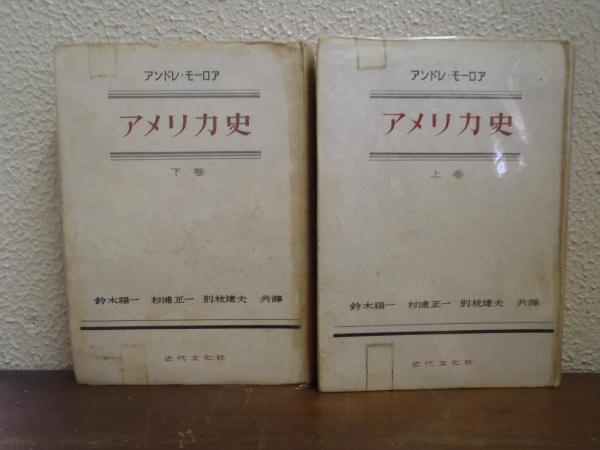 アンドレ・モーロア
アメリカ史
下巻
鈴木福一 杉浦正一 別枝達夫 共譯
近代文化社
アンドレ・モーロア
アメリカ史
上巻
鈴木福一 杉浦正一 別枝達夫 共譯
近代文化社